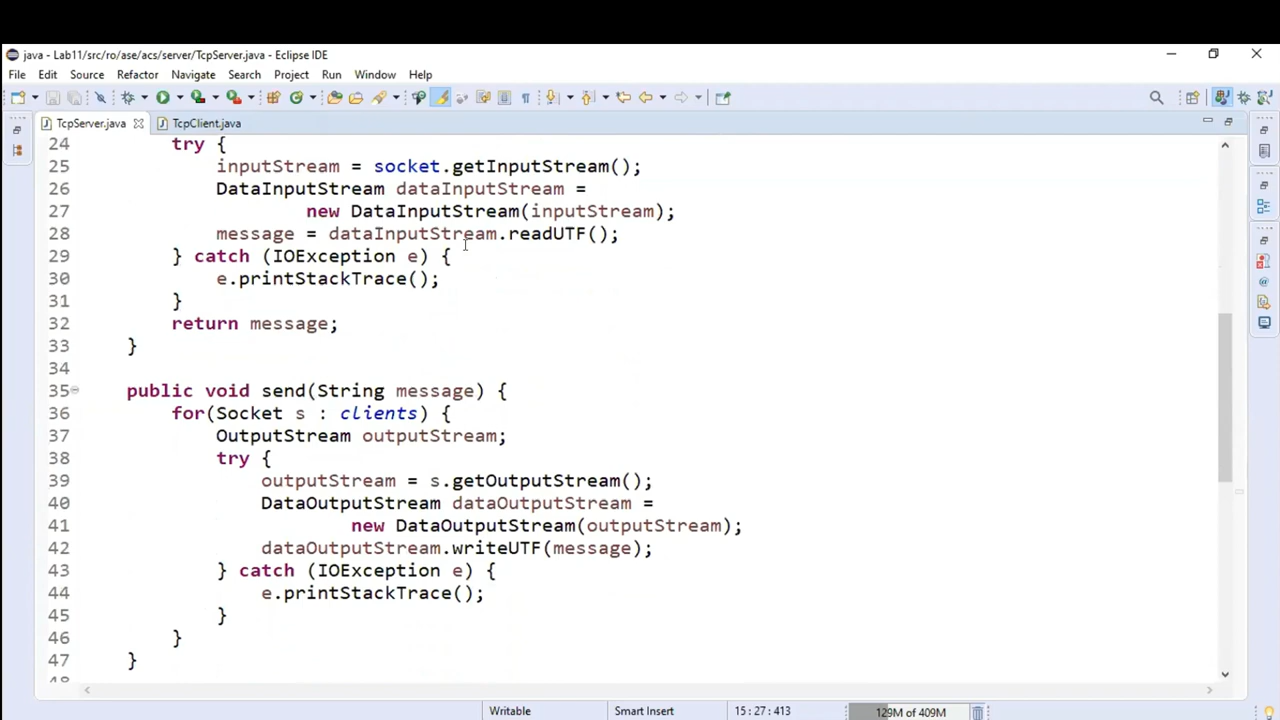 java - Lab11/src/ro/ase/acs/server/TcpServer.java - Eclipse IDE
File Edit Source Refactor Navigate Search Project Run Window Help
TcpServer.java TcpClient.java
24 try {
25 inputStream = socket.getInputStream();
26 DataInputStream dataInputStream =
27 new DataInputStream(inputStream);
28 message = dataInputStream.readUTF();
29 } catch (IOException e) {
30 e.printStackTrace();
31 }
32 return message;
33 }
34
35 public void send(String message) {
36 for(Socket s : clients) {
37 OutputStream outputStream;
38 try {
39 outputStream = s.getOutputStream();
40 DataOutputStream dataOutputStream =
41 new DataOutputStream(outputStream);
42 dataOutputStream.writeUTF(message);
43 } catch (IOException e) {
44 e.printStackTrace();
45 }
46 }
47 }
48
Writable Smart Insert 15 : 27 : 413 129M of 409M